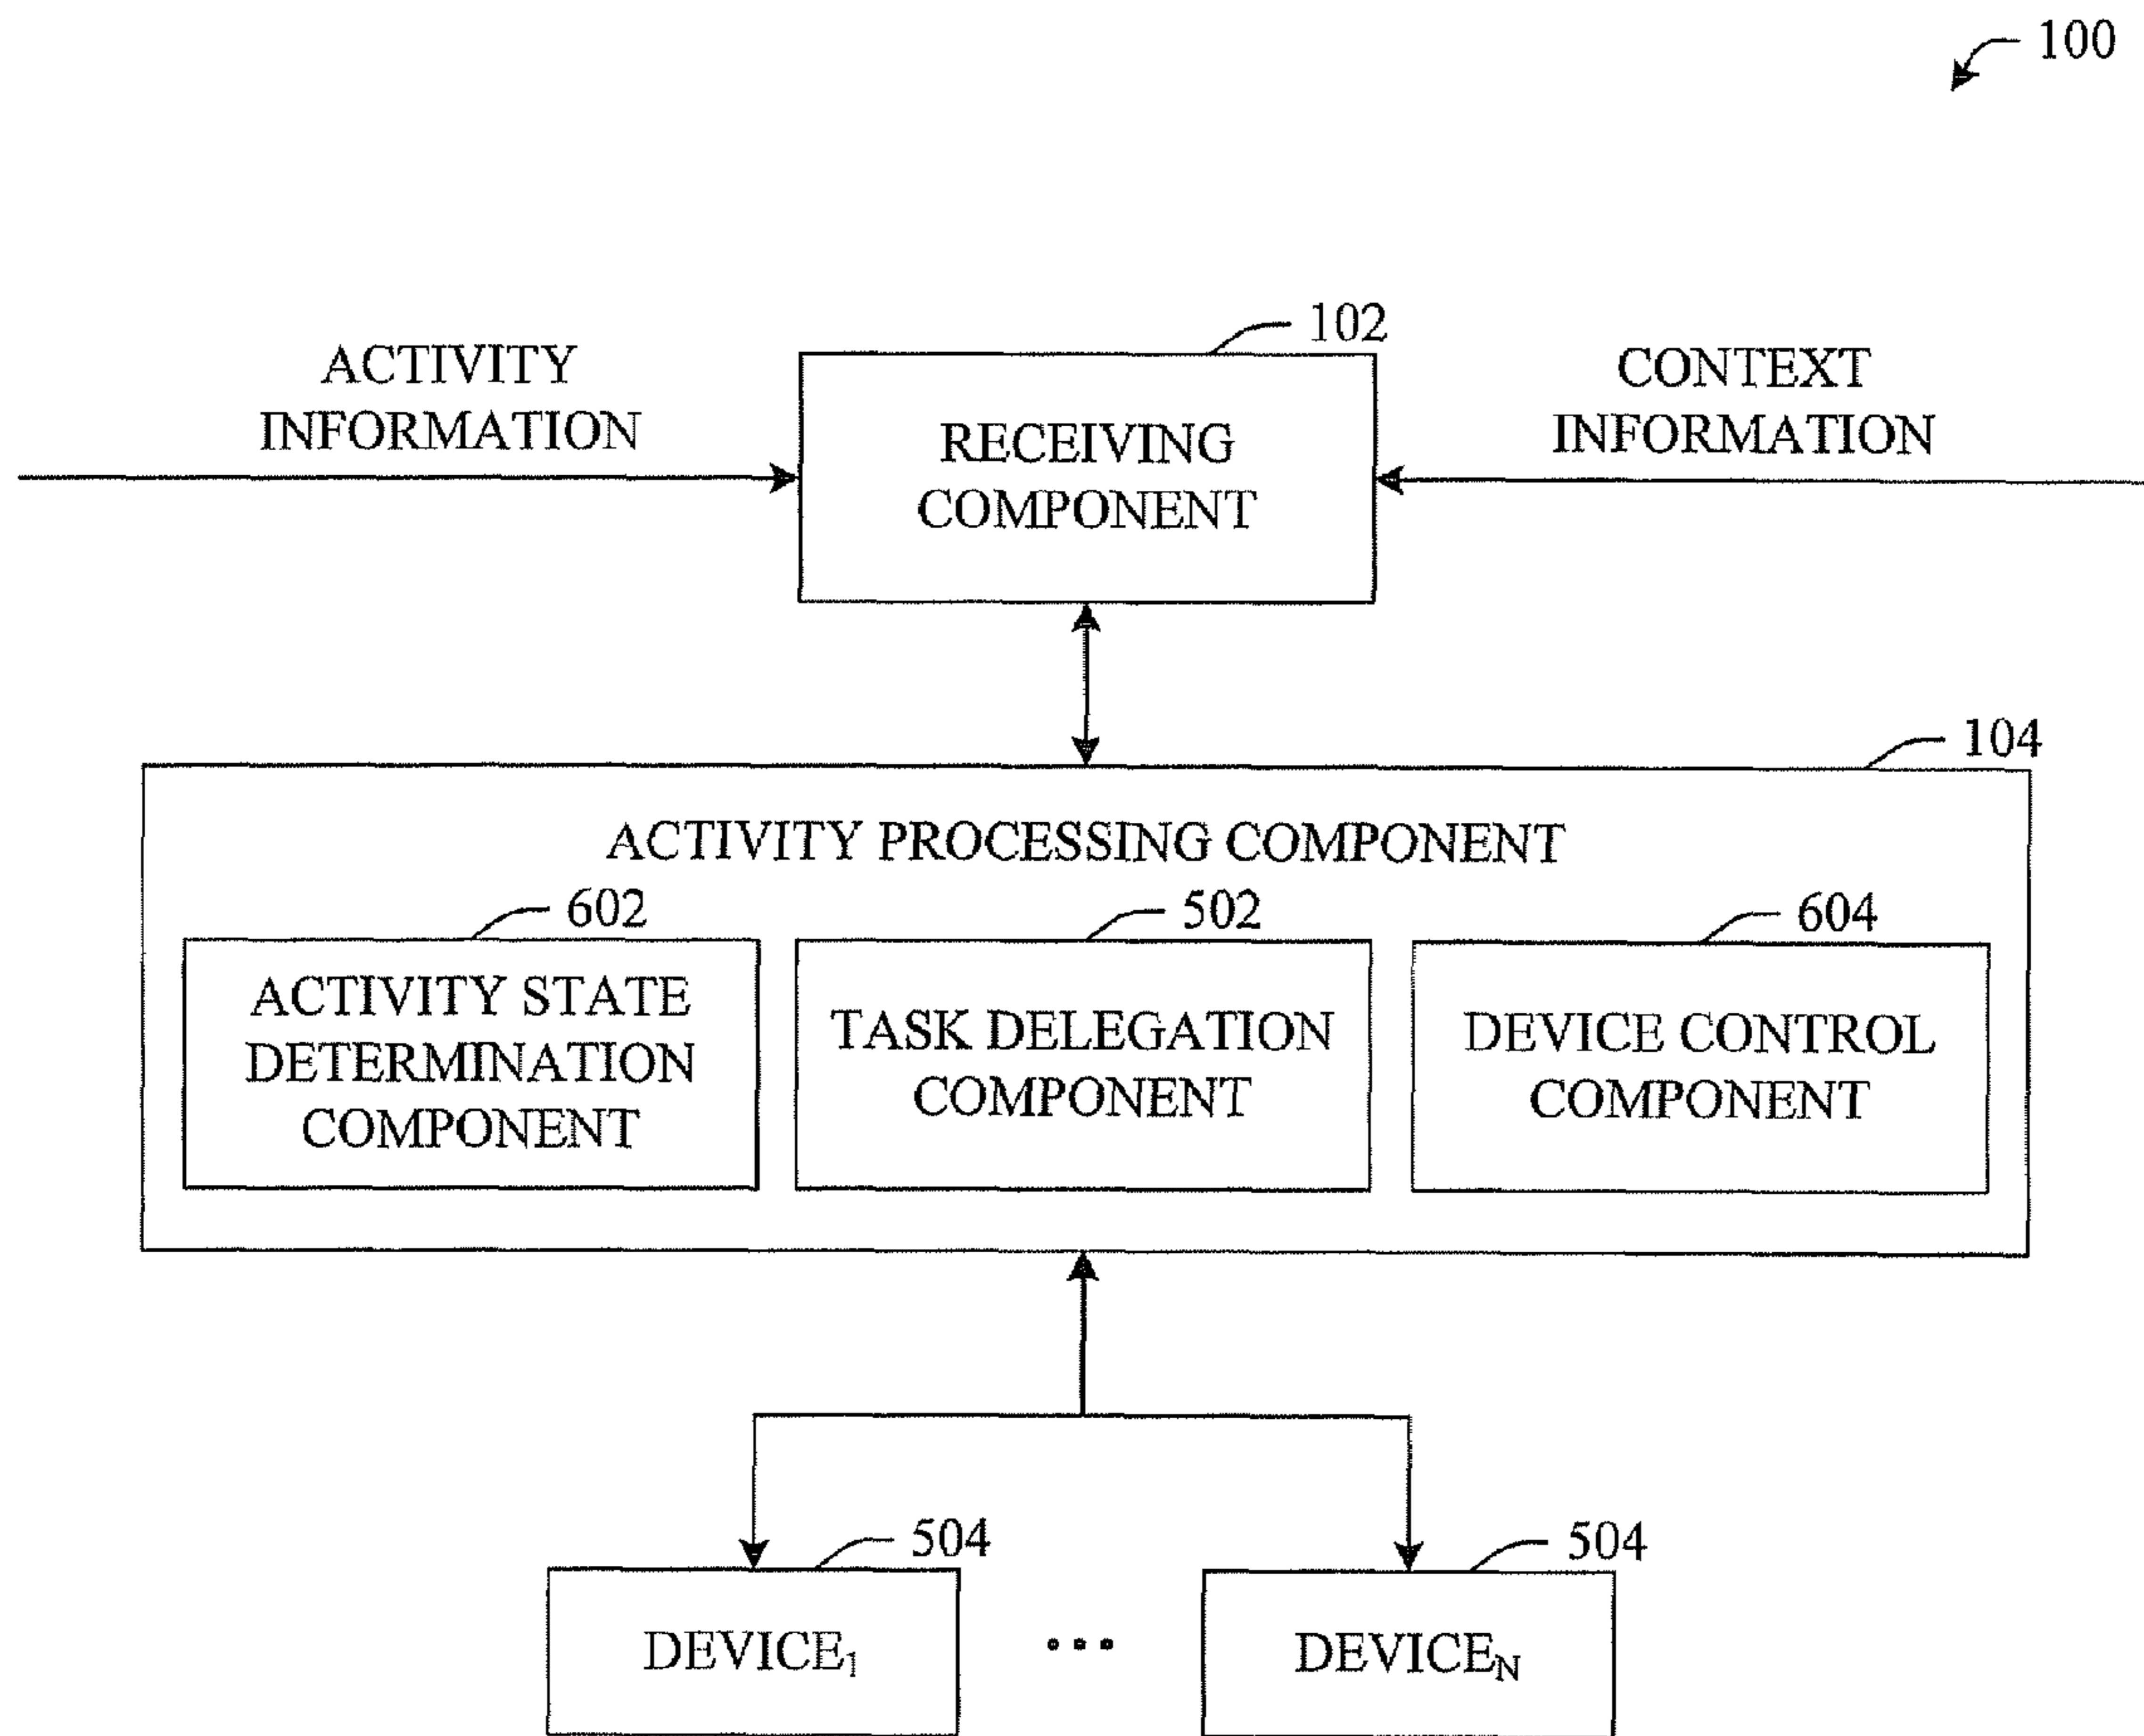 100
102
ACTIVITY
INFORMATION
RECEIVING
COMPONENT
CONTEXT
INFORMATION
104
ACTIVITY PROCESSING COMPONENT
602
502
604
ACTIVITY STATE
DETERMINATION
COMPONENT
TASK DELEGATION
COMPONENT
DEVICE CONTROL
COMPONENT
504
504
DEVICE₁
...
DEVICE_N